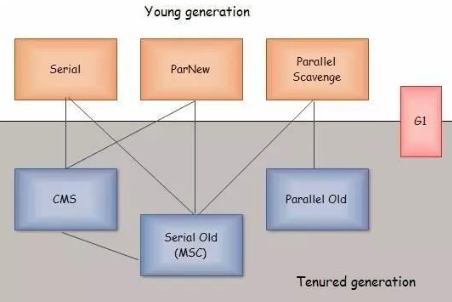 Young generation
Serial
ParNew
Parallel
Scavenge
G1
CMS
Serial Old
(MSC)
Parallel Old
Tenured generation